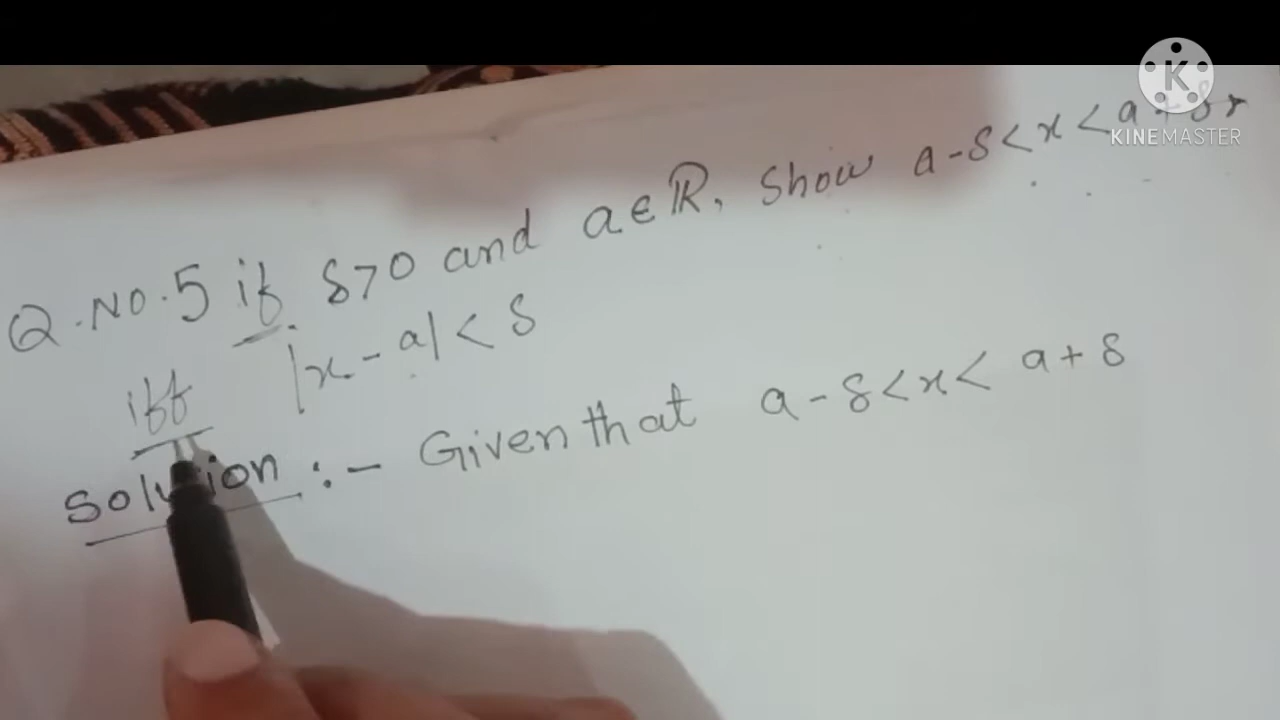 Q.NO.5 if δ>0 and a∈ℝ, Show a-δ<x<a+δ
iff |x-a|<δ
Solution :- Given that a-δ<x< a+δ
K
KINEMASTER